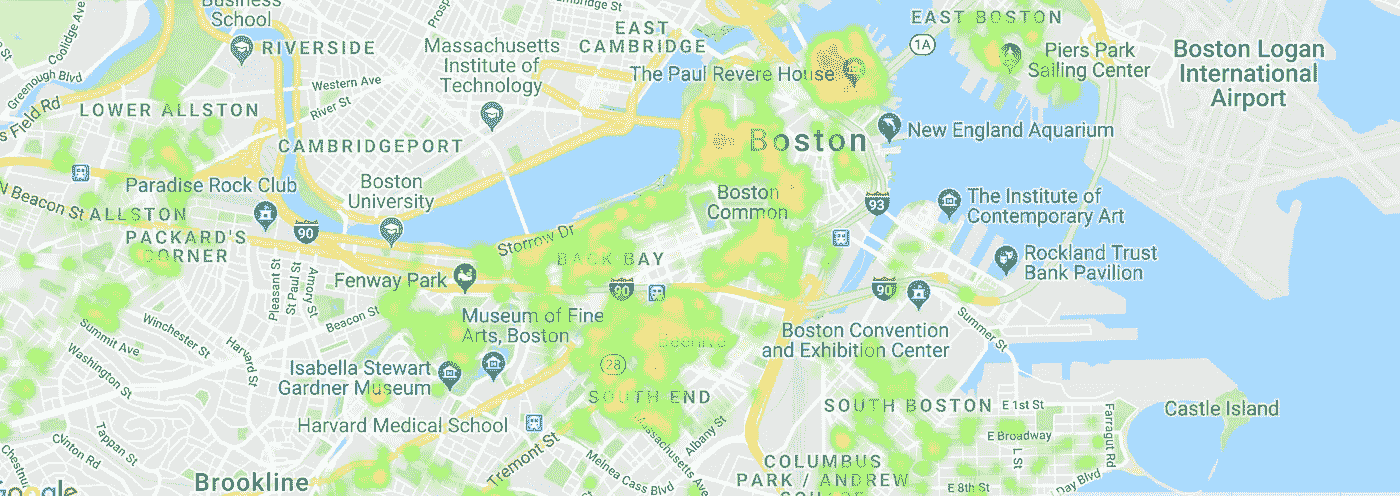 Business
School
RIVERSIDE
Coolidge Ave
Greenough Blvd
s Field Rd
LOWER ALLSTON
Western Ave
River St
CAMBRIDGEPORT
Massachusetts
Institute of
Technology
EAST
CAMBRIDGE
mbridge St
The Paul Revere House
EAST BOSTON
1A
Piers Park
Sailing Center
Boston Logan
International
Airport
Boston
New England Aquarium
Paradise Rock Club
Boston
University
N Beacon St
ALLSTON
PACKARD'S
CORNER
90
Storrow Dr
BACK BAY
Boston
Common
93
The Institute of
Contemporary Art
Rockland Trust
Bank Pavilion
Fenway Park
90
90
Pleasant St
St Paul St
Amory St
Beacon St
Museum of Fine
Arts, Boston
Boston Convention
and Exhibition Center
Summer St
Summit Ave
Winchester St
Harvard St
Washington St
Isabella Stewart
Gardner Museum
28
SOUTH END
Harvard Medical School
SOUTH BOSTON
E 1st St
Castle Island
E Broadway
L St
Farragut Rd
Tappan St
Clinton Rd
Chestnu
Tremont St
Massachusetts Ave
Albany St
Melnea Cass Blvd
COLUMBUS
PARK / ANDREW
E 8th St
Day Blvd
Brookline